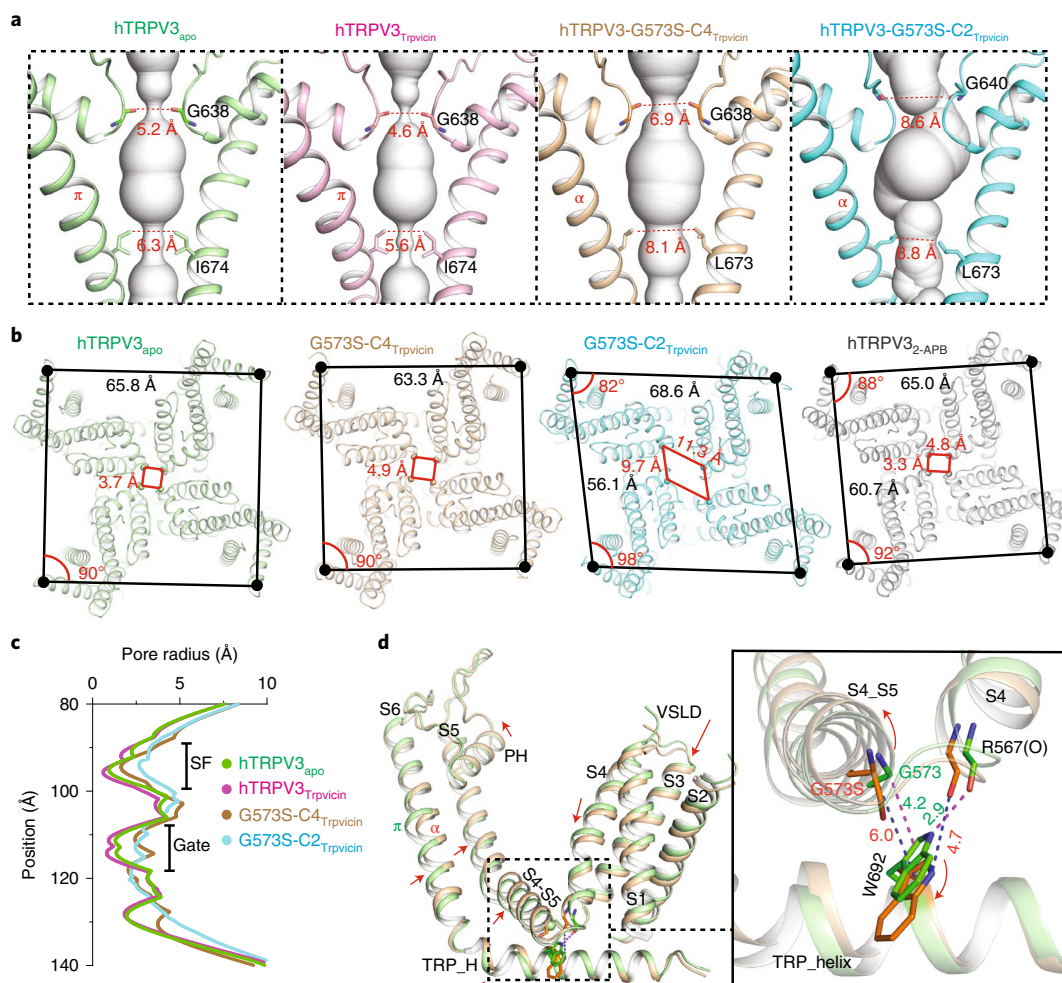 a
hTRPV3apo
hTRPV3Trpvicin
hTRPV3-G573S-C4Trpvicin
hTRPV3-G573S-C2Trpvicin
G638
5.2 Å
π
6.3 Å
I674
G638
4.6 Å
π
5.6 Å
I674
G638
6.9 Å
α
8.1 Å
L673
G640
8.6 Å
α
8.8 Å
L673
b
hTRPV3apo
65.8 Å
3.7 Å
90°
G573S-C4Trpvicin
63.3 Å
4.9 Å
90°
G573S-C2Trpvicin
82°
68.6 Å
11.3 Å
9.7 Å
56.1 Å
98°
hTRPV32-APB
88°
65.0 Å
4.8 Å
3.3 Å
60.7 Å
92°
c
Pore radius (Å)
0 5 10
80
100
120
140
Position (Å)
SF
Gate
hTRPV3apo
hTRPV3Trpvicin
G573S-C4Trpvicin
G573S-C2Trpvicin
d
S6
S5
PH
VSLD
S4
S3
S2
π
α
S4-S5
S1
TRP_H
S4_S5
S4
R567(O)
G573
G573S
4.2
2.9
6.0
4.7
W692
TRP_helix